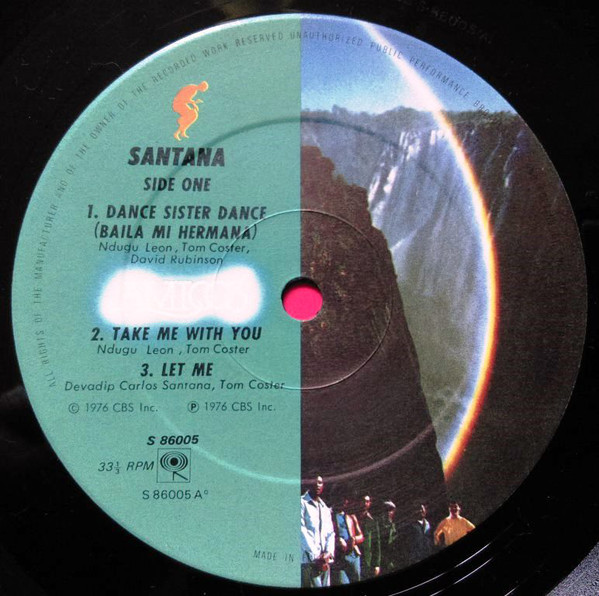 ALL RIGHTS OF THE MANUFACTURER AND OF THE OWNER OF THE RECORDED WORK RESERVED UNAUTHORIZED PUBLIC PERFORMANCE
SANTANA
SIDE ONE
1. DANCE SISTER DANCE
(BAILA MI HERMANA)
Ndugu Leon, Tom Coster,
David Rubinson
2. TAKE ME WITH YOU
Ndugu Leon, Tom Coster
3. LET ME
Devadip Carlos Santana, Tom Coster
© 1976 CBS Inc. ℗ 1976 CBS Inc.
S 86005
33⅓ RPM
S 86005 A°
MADE IN